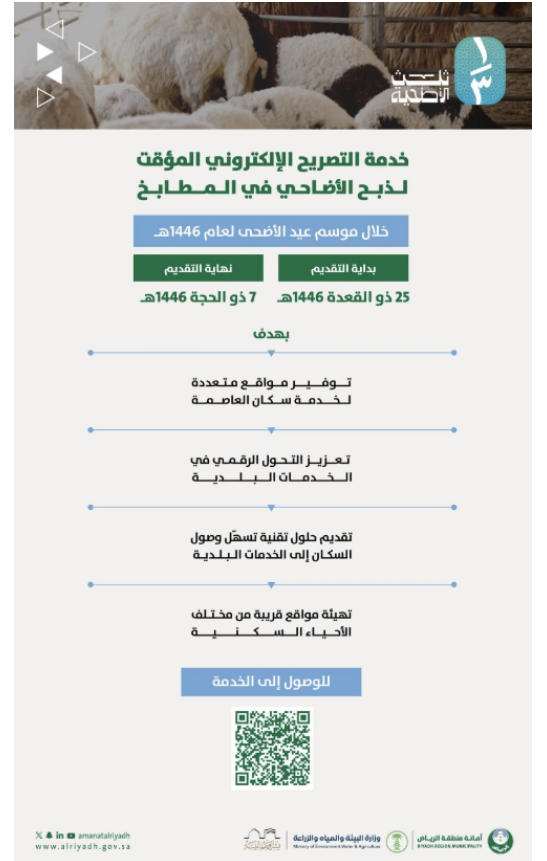 ١/٣
ثلث
الأضحية
خدمة التصريح الإلكتروني المؤقت
لذبح الأضاحي في المطابخ
خلال موسم عيد الأضحى لعام 1446هـ
بداية التقديم
نهاية التقديم
25 ذو القعدة 1446هـ
7 ذو الحجة 1446هـ
بهدف
توفير مواقع متعددة
لخدمة سكان العاصمة
تعزيز التحول الرقمي في
الخدمات البلدية
تقديم حلول تقنية تسهّل وصول
السكان إلى الخدمات البلدية
تهيئة مواقع قريبة من مختلف
الأحياء السكنية
للوصول إلى الخدمة
amanatalriyadh
www.alriyadh.gov.sa
وزارة البيئة والمياه والزراعة
Ministry of Environment Water & Agriculture
أمانة منطقة الرياض
RIYADH REGION MUNICIPALITY